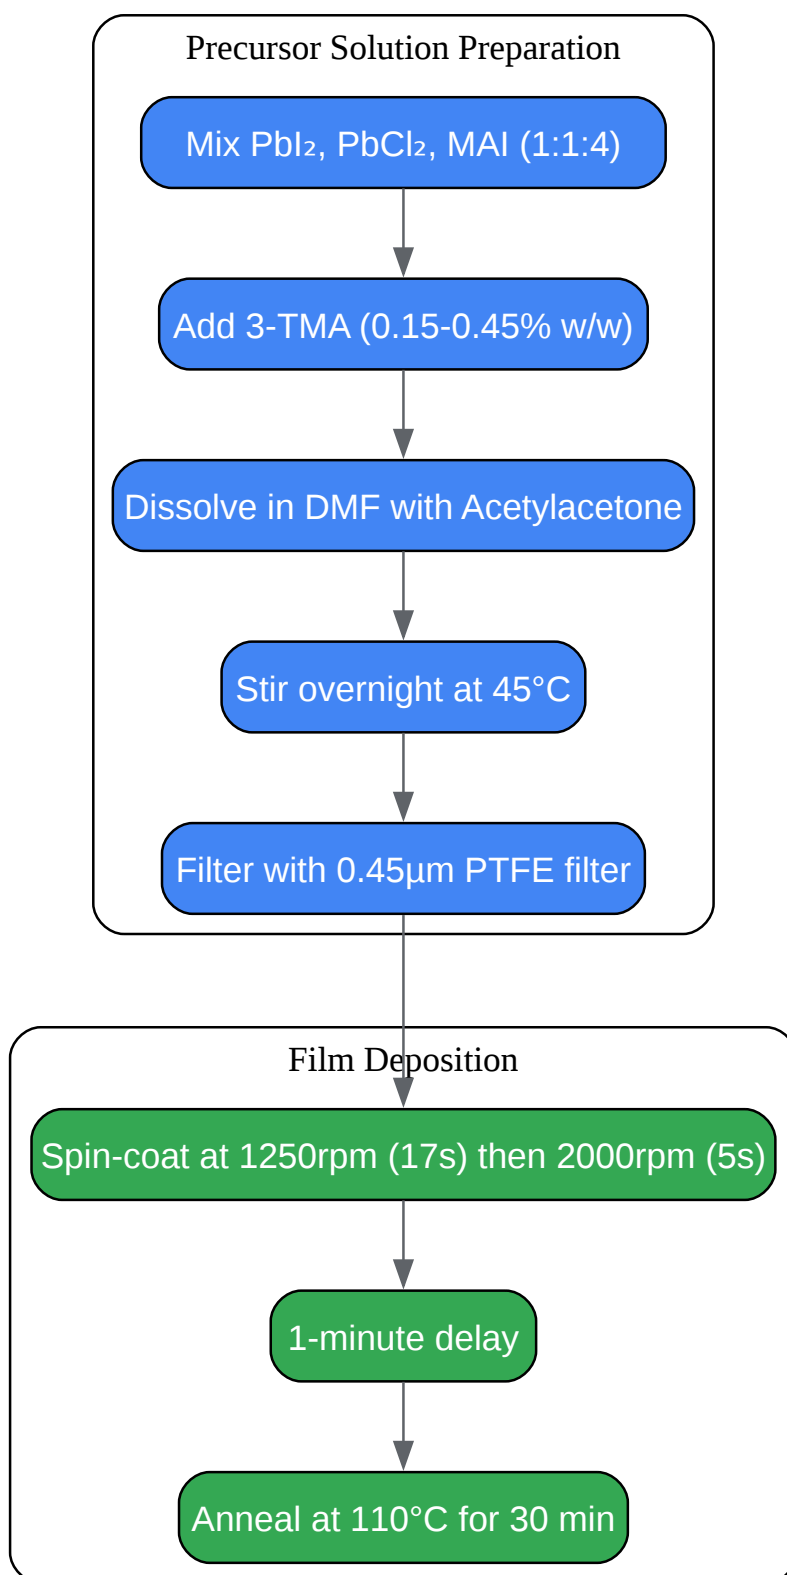 Precursor Solution Preparation
Mix PbI₂, PbCl₂, MAI (1:1:4)
Add 3-TMA (0.15-0.45% w/w)
Dissolve in DMF with Acetylacetone
Stir overnight at 45°C
Filter with 0.45µm PTFE filter
Film Deposition
Spin-coat at 1250rpm (17s) then 2000rpm (5s)
1-minute delay
Anneal at 110°C for 30 min